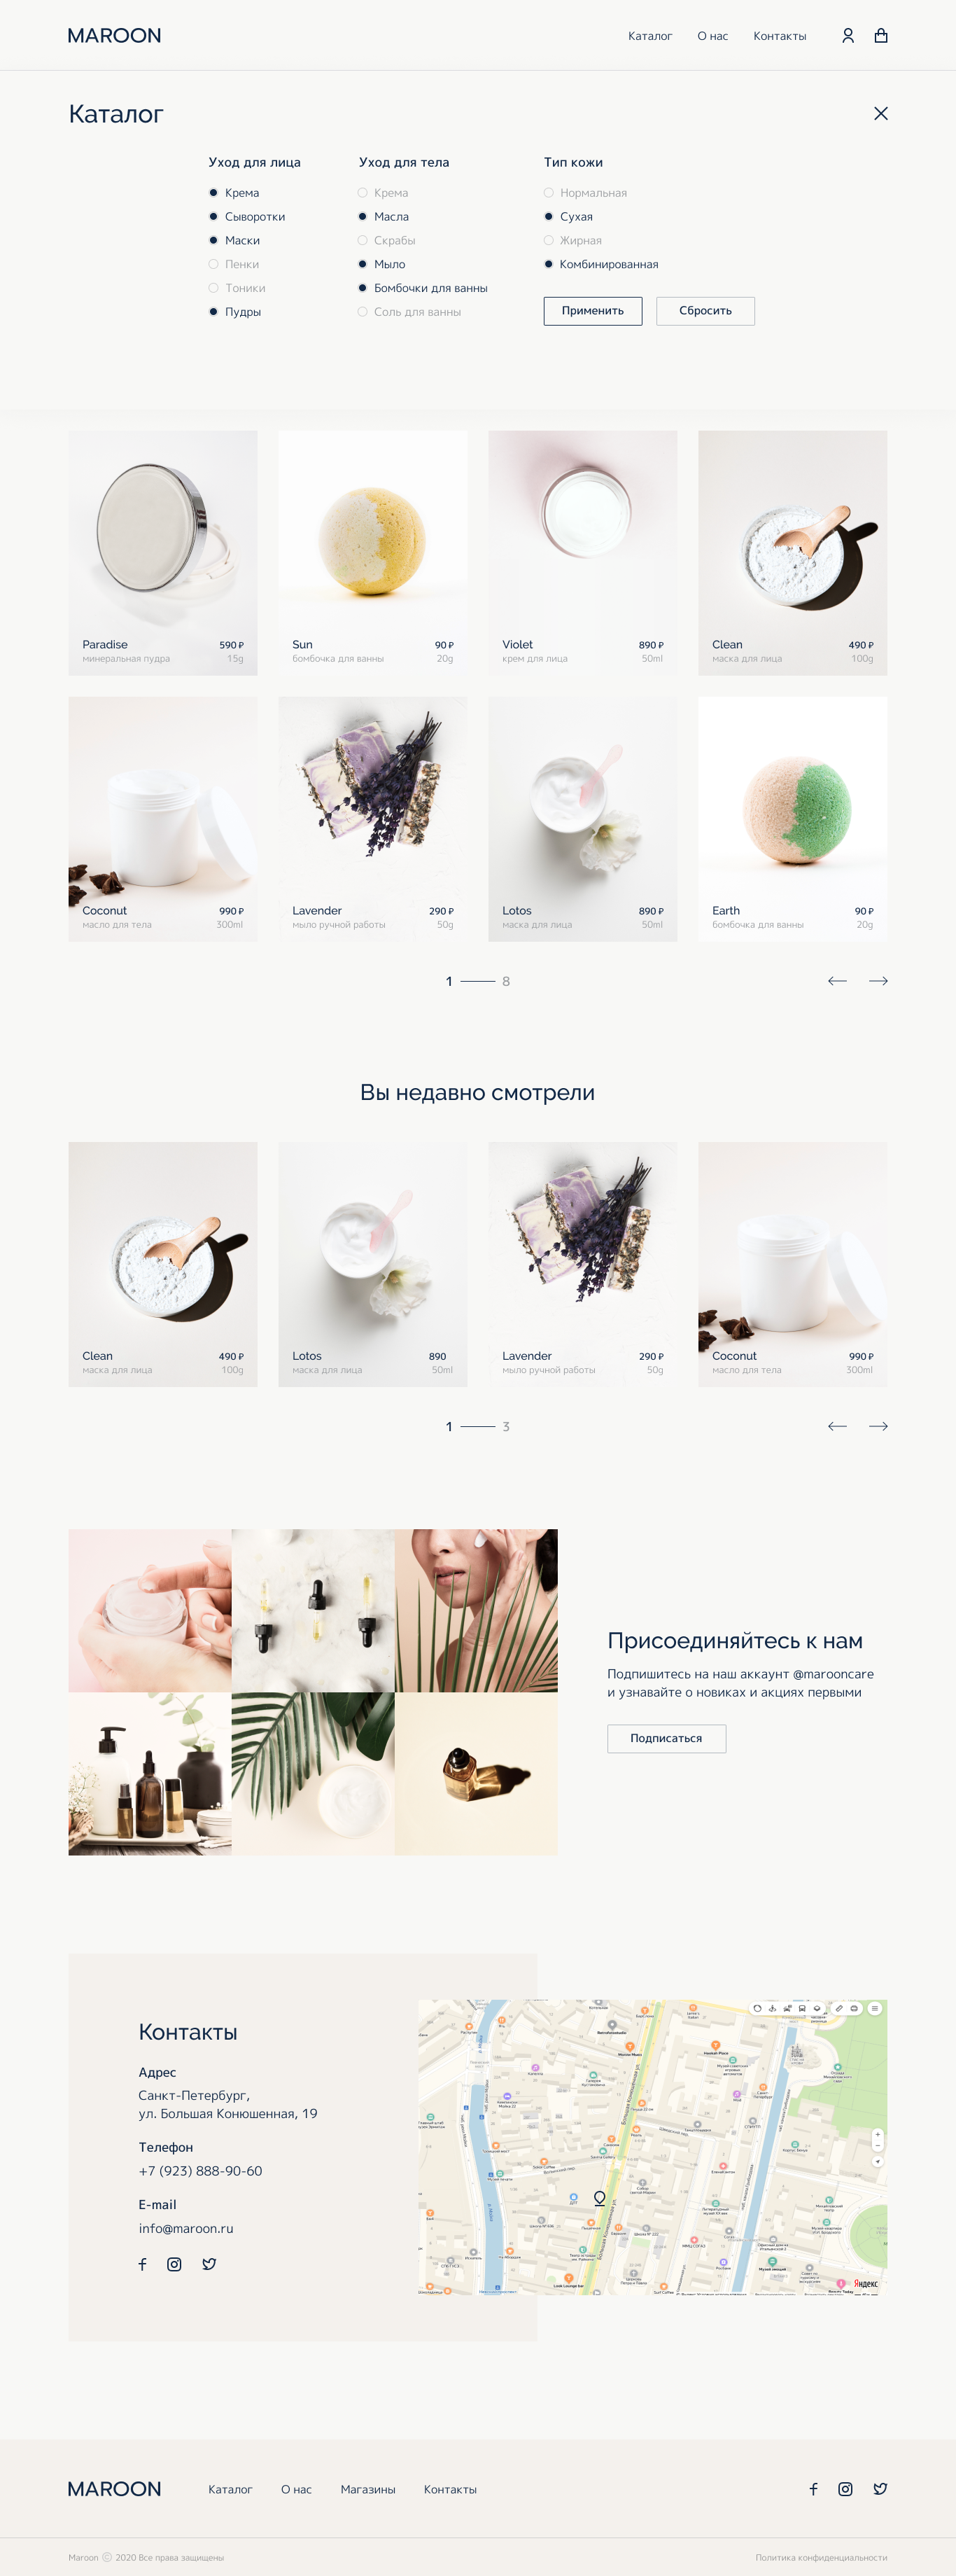 MAROON
Каталог О нас Контакты
Каталог
Уход для лица
Крема
Сыворотки
Маски
Пенки
Тоники
Пудры
Уход для тела
Крема
Масла
Скрабы
Мыло
Бомбочки для ванны
Соль для ванны
Тип кожи
Нормальная
Сухая
Жирная
Комбинированная
Применить Сбросить
Paradise 590 ₽
минеральная пудра 15g
Sun 90 ₽
бомбочка для ванны 20g
Violet 890 ₽
крем для лица 50ml
Clean 490 ₽
маска для лица 100g
Coconut 990 ₽
масло для тела 300ml
Lavender 290 ₽
мыло ручной работы 50g
Lotos 890 ₽
маска для лица 50ml
Earth 90 ₽
бомбочка для ванны 20g
1 8
Вы недавно смотрели
Clean 490 ₽
маска для лица 100g
Lotos 890
маска для лица 50ml
Lavender 290 ₽
мыло ручной работы 50g
Coconut 990 ₽
масло для тела 300ml
1 3
Присоединяйтесь к нам
Подпишитесь на наш аккаунт @marooncare
и узнавайте о новиках и акциях первыми
Подписаться
Контакты
Адрес
Санкт-Петербург,
ул. Большая Конюшенная, 19
Телефон
+7 (923) 888-90-60
E-mail
info@maroon.ru
Яндекс
MAROON
Каталог О нас Магазины Контакты
Maroon © 2020 Все права защищены
Политика конфиденциальности